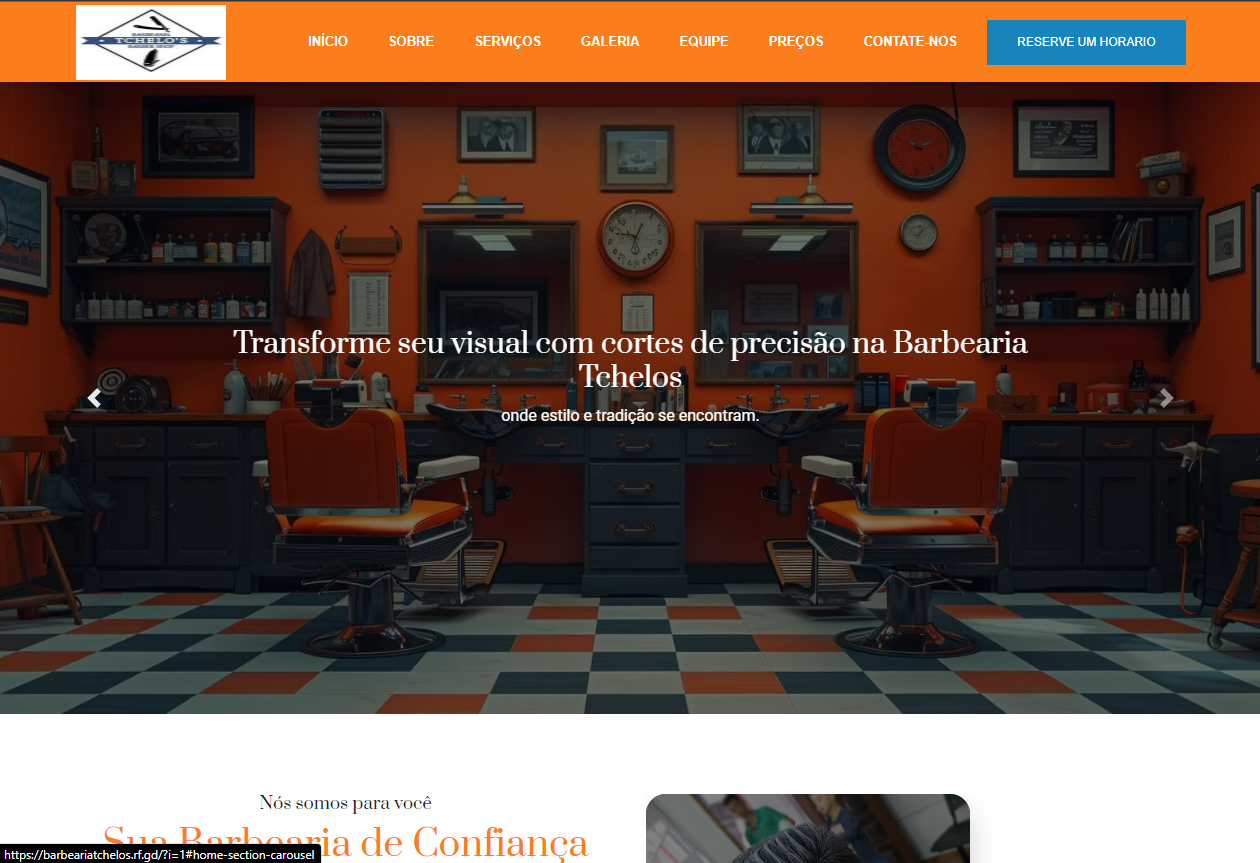 TCHELO'S
INÍCIO SOBRE SERVIÇOS GALERIA EQUIPE PREÇOS CONTATE-NOS RESERVE UM HORARIO
Transforme seu visual com cortes de precisão na Barbearia
Tchelos
onde estilo e tradição se encontram.
Nós somos para você
Sua Barbearia de Confiança
https://barbeariatchelos.rf.gd/?i=1#home-section-carousel